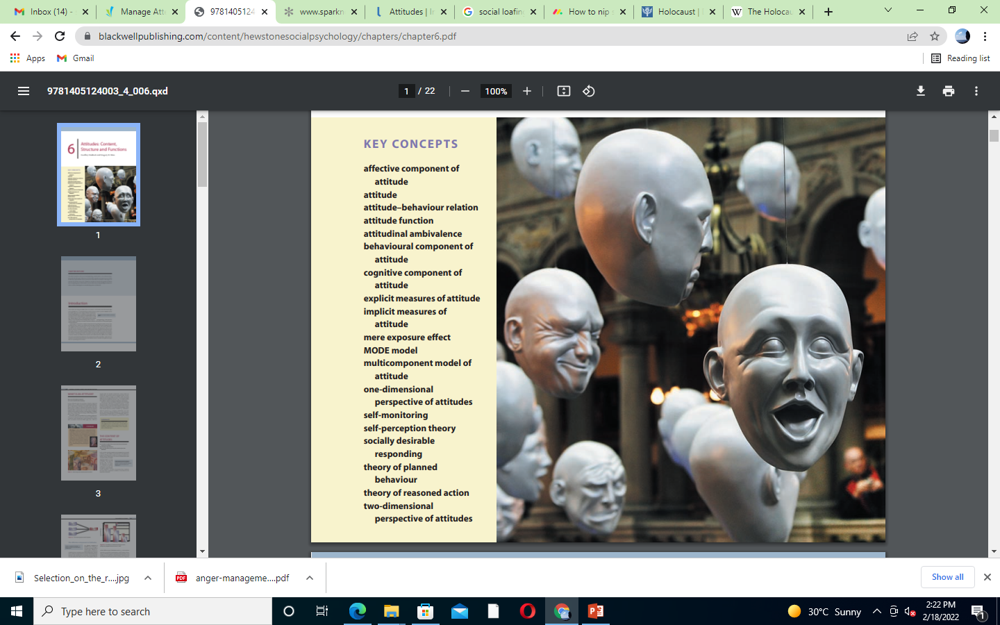 Inbox (14) -
Manage Att
9781405124
www.sparkn
Attitudes | I
social loafin
How to nip
Holocaust |
The Holocau
blackwellpublishing.com/content/hewstonesocialpsychology/chapters/chapter6.pdf
Apps
Gmail
Reading list
9781405124003_4_006.qxd
1 / 22
100%
6
Attitudes: Content,
Structure and Functions
1
2
Introduction
3
KEY CONCEPTS
affective component of
attitude
attitude
attitude–behaviour relation
attitude function
attitudinal ambivalence
behavioural component of
attitude
cognitive component of
attitude
explicit measures of attitude
implicit measures of
attitude
mere exposure effect
MODE model
multicomponent model of
attitude
one-dimensional
perspective of attitudes
self-monitoring
self-perception theory
socially desirable
responding
theory of planned
behaviour
theory of reasoned action
two-dimensional
perspective of attitudes
Selection_on_the_r....jpg
PDF
anger-manageme....pdf
Show all
Type here to search
30°C Sunny
2:22 PM
2/18/2022
1